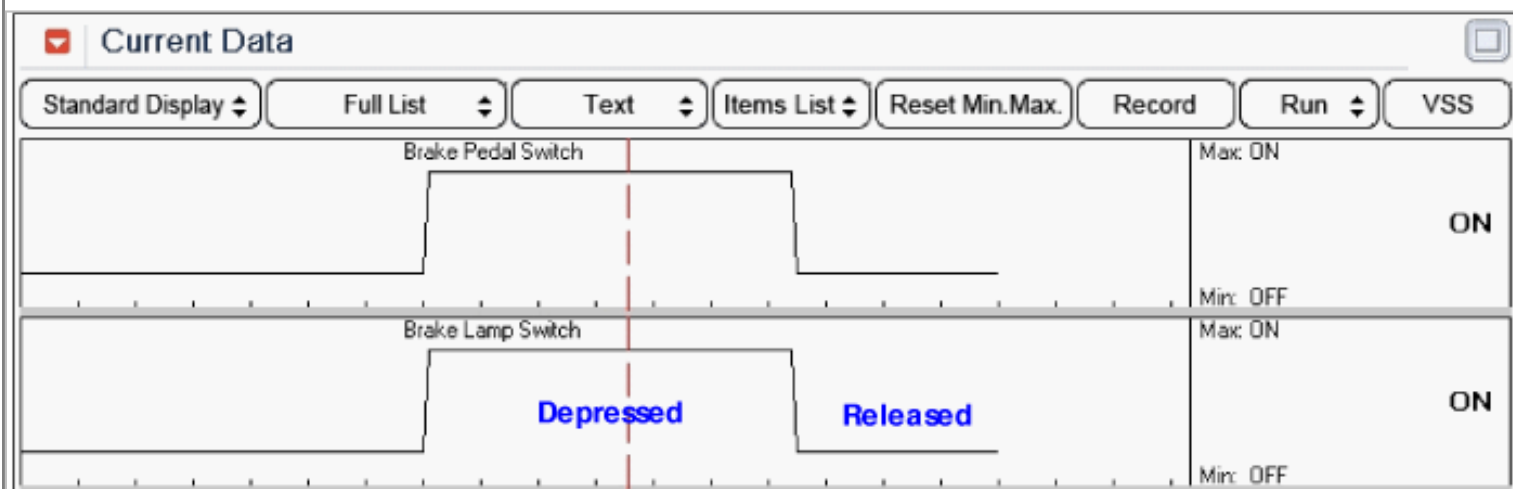 Current Data
Standard Display Full List Text Items List Reset Min.Max. Record Run VSS
Brake Pedal Switch Max: ON
ON
Min: OFF
Brake Lamp Switch Max: ON
Depressed Released ON
Min: OFF